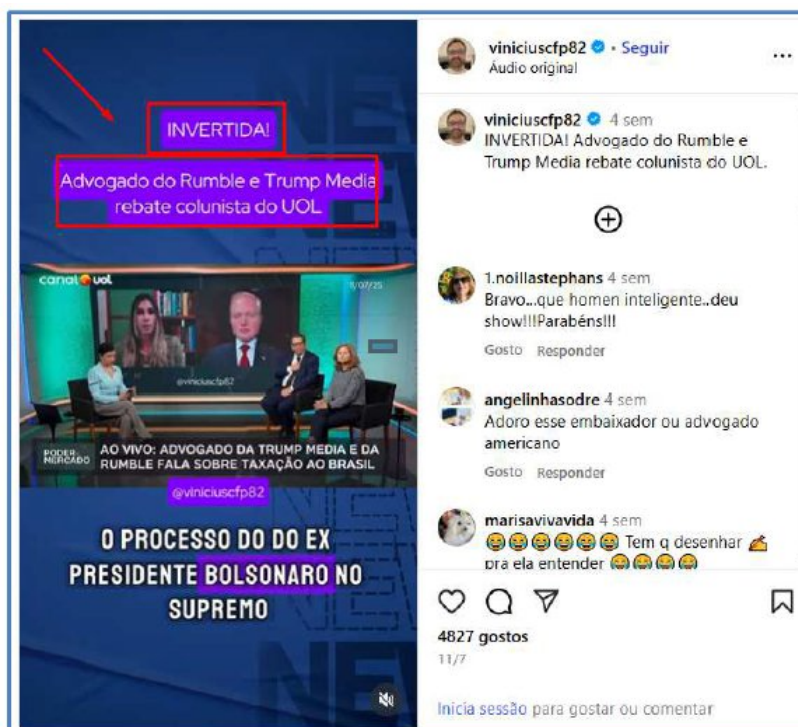 INVERTIDA!
Advogado do Rumble e Trump Media
rebate colunista do UOL
canal uol
11/07/25
@viniciuscfp82
PODER E MERCADO
AO VIVO: ADVOGADO DA TRUMP MEDIA E DA
RUMBLE FALA SOBRE TAXAÇÃO AO BRASIL
@viniciuscfp82
O PROCESSO DO DO EX
PRESIDENTE BOLSONARO NO
SUPREMO
viniciuscfp82 • Seguir
Áudio original
viniciuscfp82 4 sem
INVERTIDA! Advogado do Rumble e
Trump Media rebate colunista do UOL.
1.noillastephans 4 sem
Bravo...que homen inteligente..deu
show!!!Parabéns!!!
Gosto Responder
angelinhasodre 4 sem
Adoro esse embaixador ou advogado
americano
Gosto Responder
marisavivavida 4 sem
😂😂😂😂😂😂 Tem q desenhar ✍️
pra ela entender 😂😂😂😂
4827 gostos
11/7
Inicia sessão para gostar ou comentar
NEW